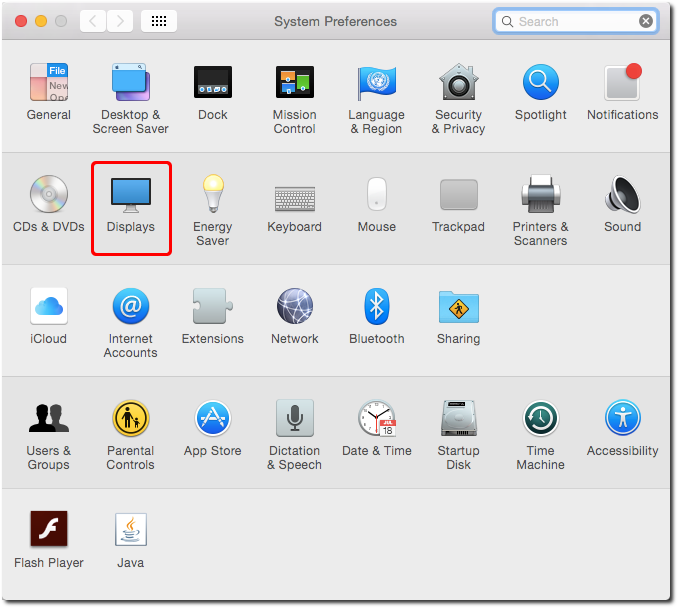 System Preferences
Search
File
New
Ope
General
Desktop &
Screen Saver
Dock
Mission
Control
Language
& Region
Security
& Privacy
Spotlight
Notifications
CDs & DVDs
Displays
Energy
Saver
Keyboard
Mouse
Trackpad
Printers &
Scanners
Sound
iCloud
@
Internet
Accounts
Extensions
Network
Bluetooth
Sharing
Users &
Groups
Parental
Controls
App Store
Dictation
& Speech
JUL
18
Date & Time
Startup
Disk
Time
Machine
Accessibility
Flash Player
Java